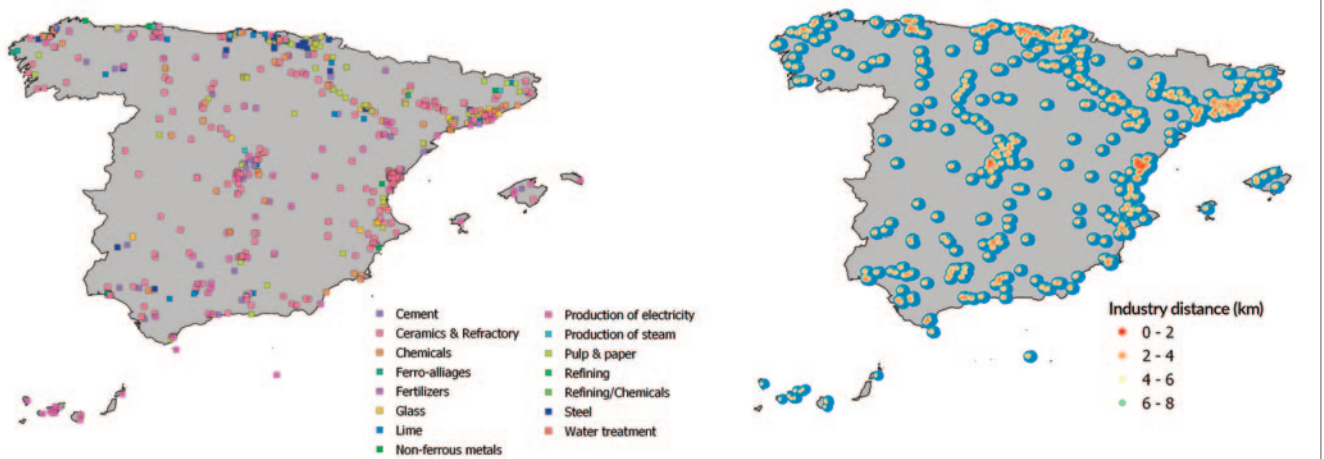 Cement
Ceramics & Refractory
Chemicals
Ferro-alliages
Fertilizers
Glass
Lime
Non-ferrous metals
Production of electricity
Production of steam
Pulp & paper
Refining
Refining/Chemicals
Steel
Water treatment
Industry distance (km)
0 - 2
2 - 4
4 - 6
6 - 8